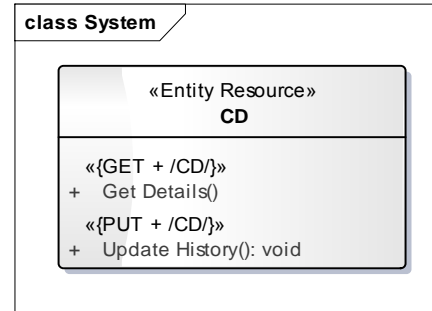 class System
«Entity Resource»
CD
«{GET + /CD/}»
+ Get Details()
«{PUT + /CD/}»
+ Update History(): void